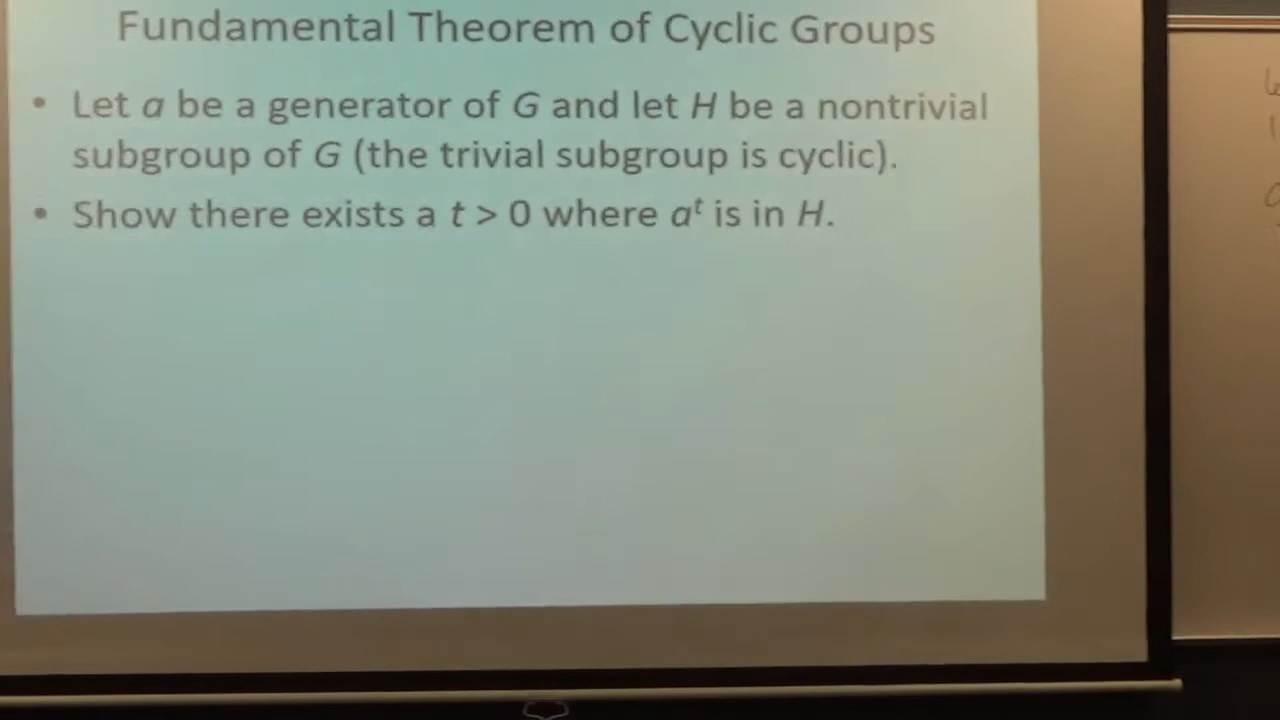 Fundamental Theorem of Cyclic Groups
• Let a be a generator of G and let H be a nontrivial
subgroup of G (the trivial subgroup is cyclic).
• Show there exists a t > 0 where aᵗ is in H.